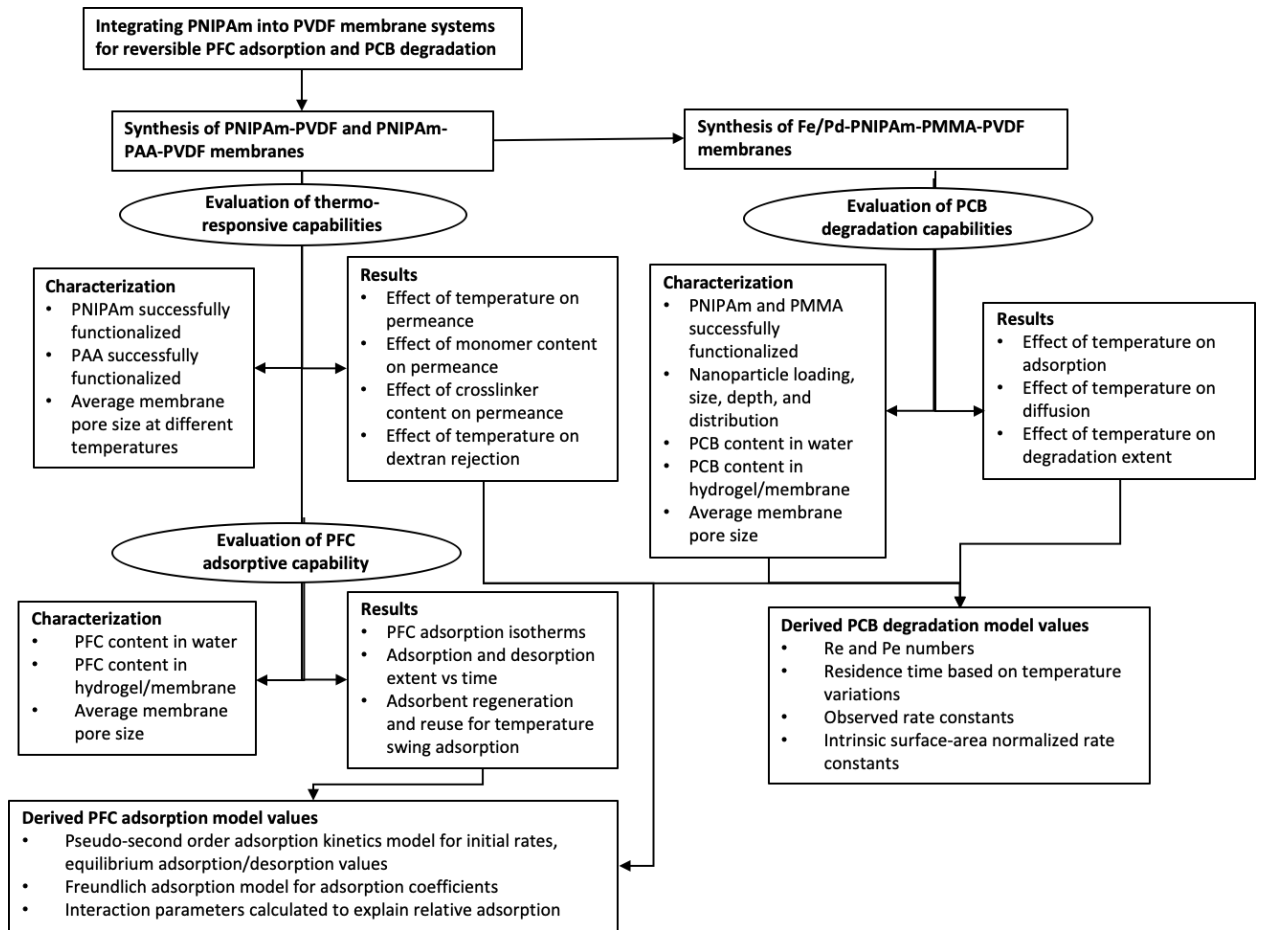 Integrating PNIPAm into PVDF membrane systems
for reversible PFC adsorption and PCB degradation
Synthesis of PNIPAm-PVDF and PNIPAm-
PAA-PVDF membranes
Synthesis of Fe/Pd-PNIPAm-PMMA-PVDF
membranes
Evaluation of thermo-
responsive capabilities
Evaluation of PCB
degradation capabilities
Characterization
• PNIPAm successfully
functionalized
• PAA successfully
functionalized
• Average membrane
pore size at different
temperatures
Results
• Effect of temperature on
permeance
• Effect of monomer content
on permeance
• Effect of crosslinker
content on permeance
• Effect of temperature on
dextran rejection
Characterization
• PNIPAm and PMMA
successfully
functionalized
• Nanoparticle loading,
size, depth, and
distribution
• PCB content in water
• PCB content in
hydrogel/membrane
• Average membrane
pore size
Results
• Effect of temperature on
adsorption
• Effect of temperature on
diffusion
• Effect of temperature on
degradation extent
Evaluation of PFC
adsorptive capability
Characterization
• PFC content in water
• PFC content in
hydrogel/membrane
• Average membrane
pore size
Results
• PFC adsorption isotherms
• Adsorption and desorption
extent vs time
• Adsorbent regeneration
and reuse for temperature
swing adsorption
Derived PCB degradation model values
• Re and Pe numbers
• Residence time based on temperature
variations
• Observed rate constants
• Intrinsic surface-area normalized rate
constants
Derived PFC adsorption model values
• Pseudo-second order adsorption kinetics model for initial rates,
equilibrium adsorption/desorption values
• Freundlich adsorption model for adsorption coefficients
• Interaction parameters calculated to explain relative adsorption